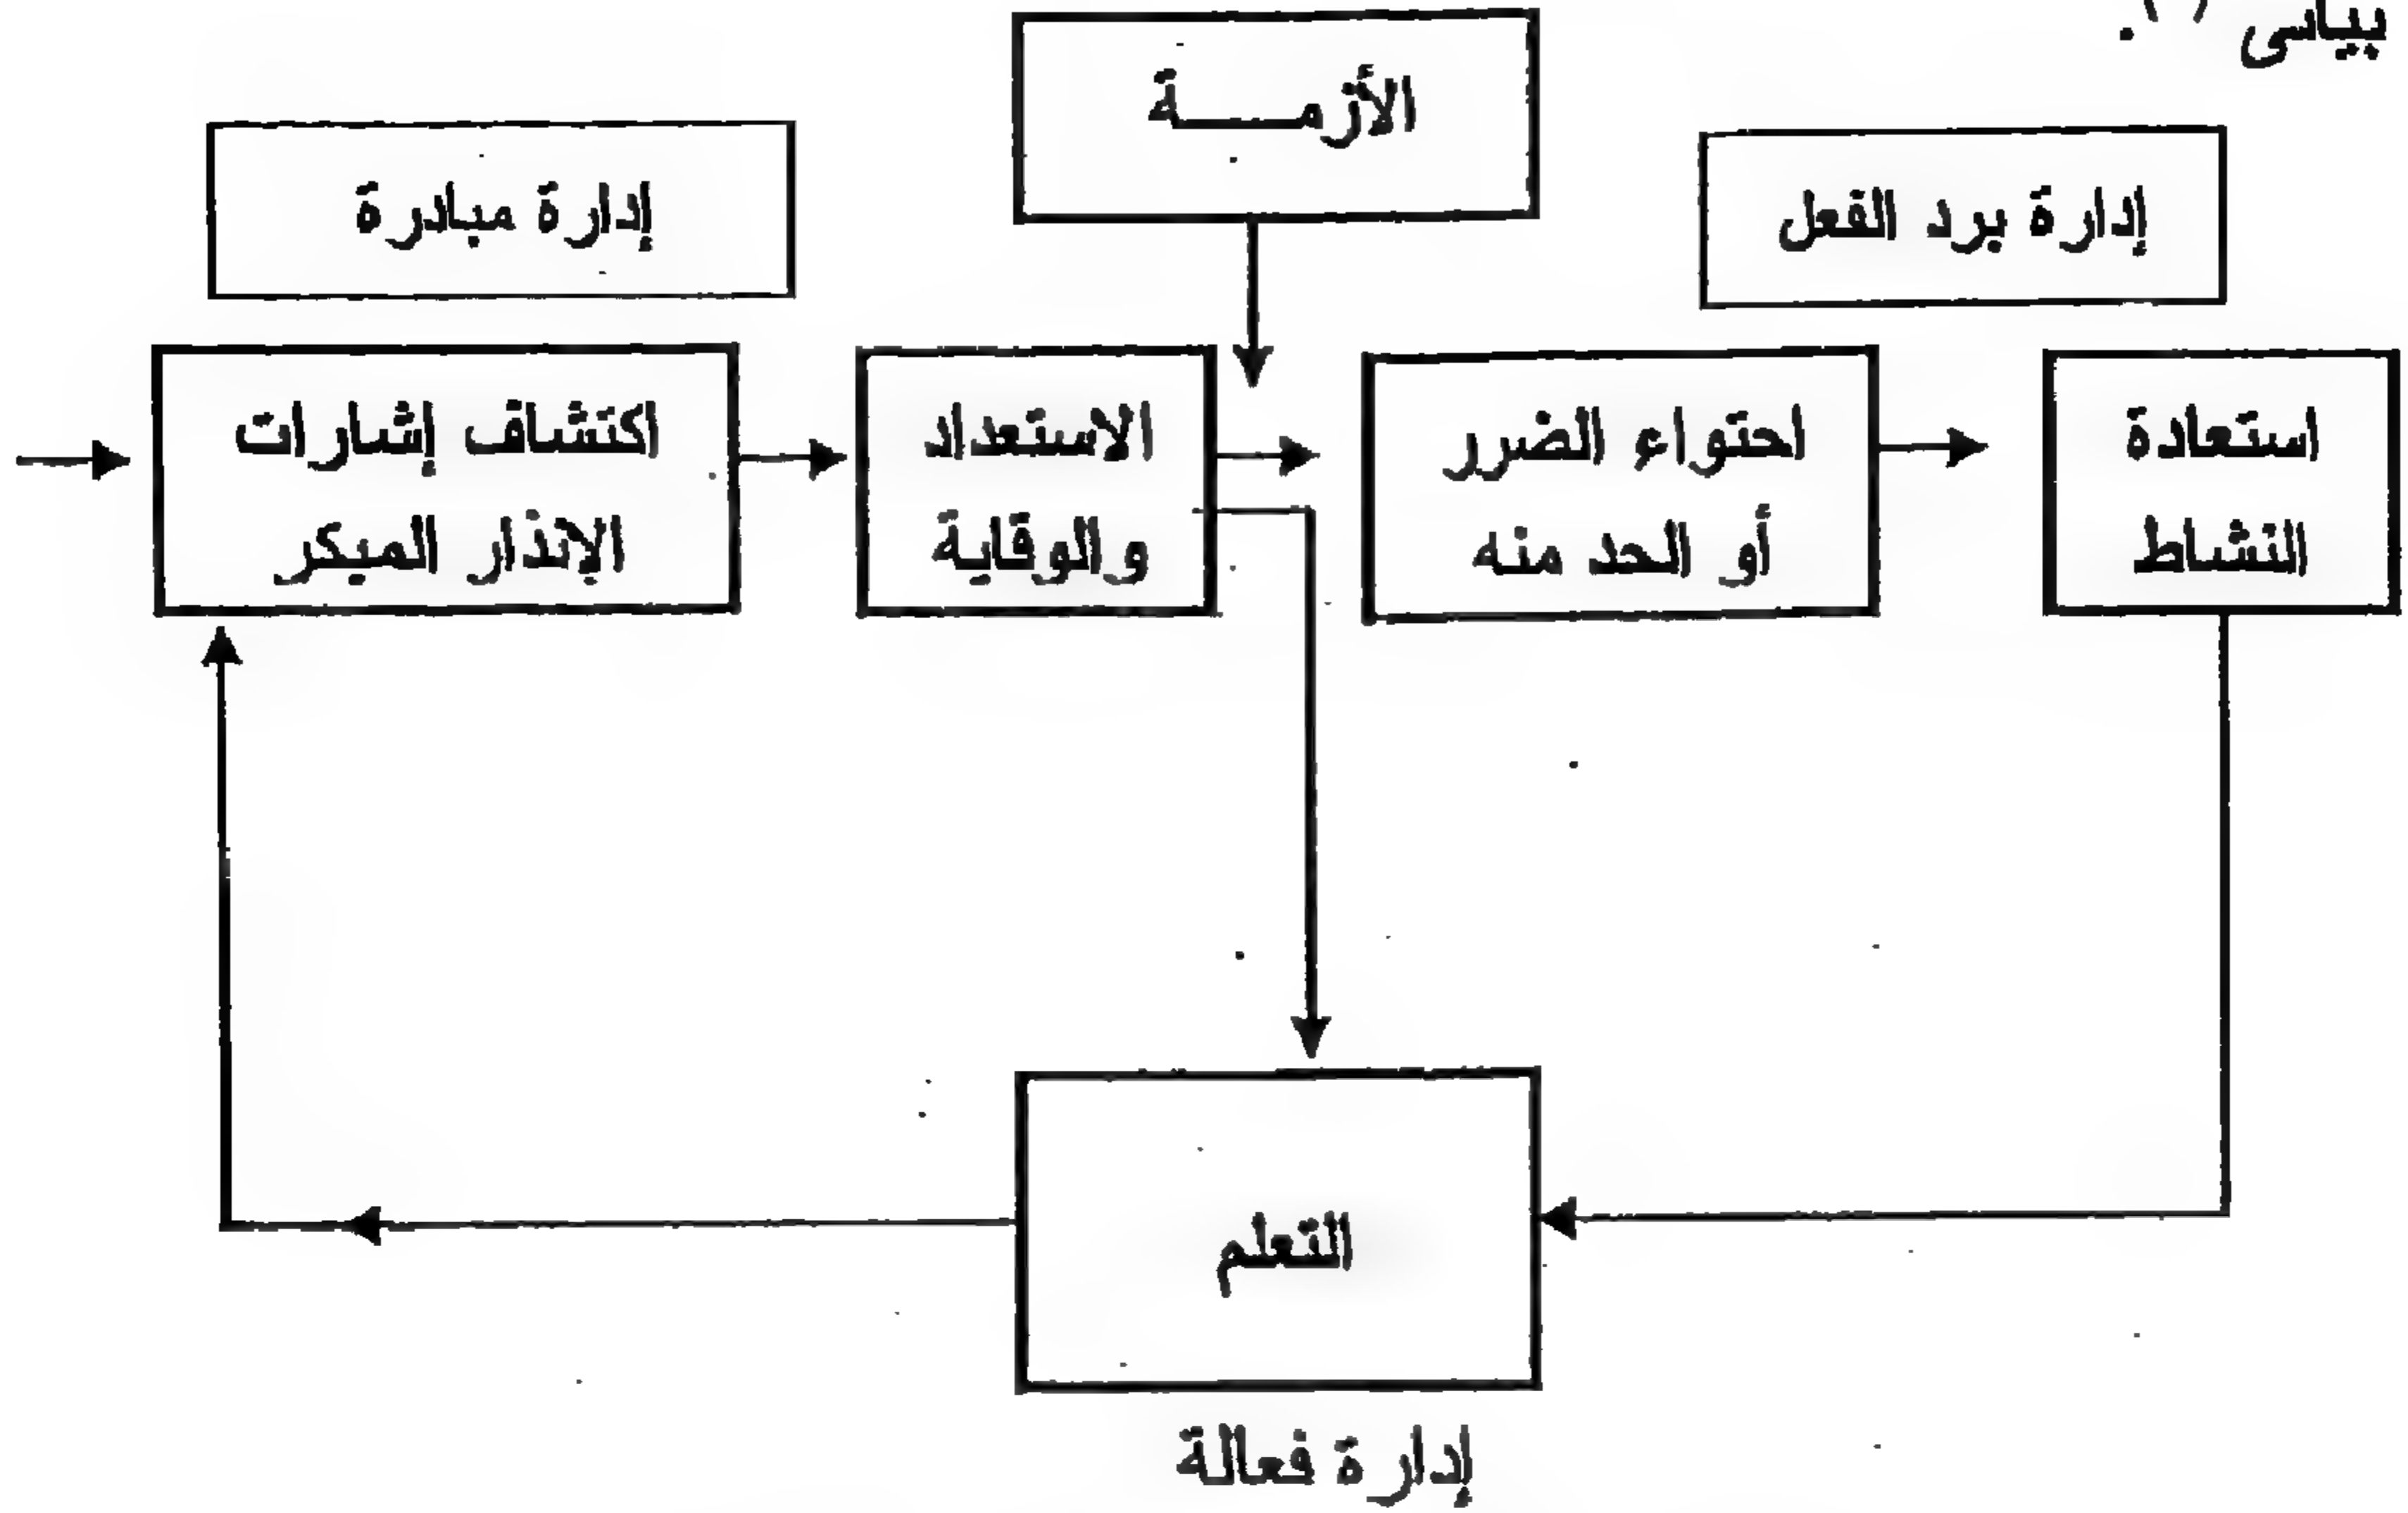 الأزمـــــة
إدارة برد الفعل
إدارة مبادرة
استعادة
النشاط
احتواء الضرر
أو الحد منه
الاستعداد
والوقاية
اكتشاف إشارات
الإنذار المبكر
التعلم
إدارة فعالة